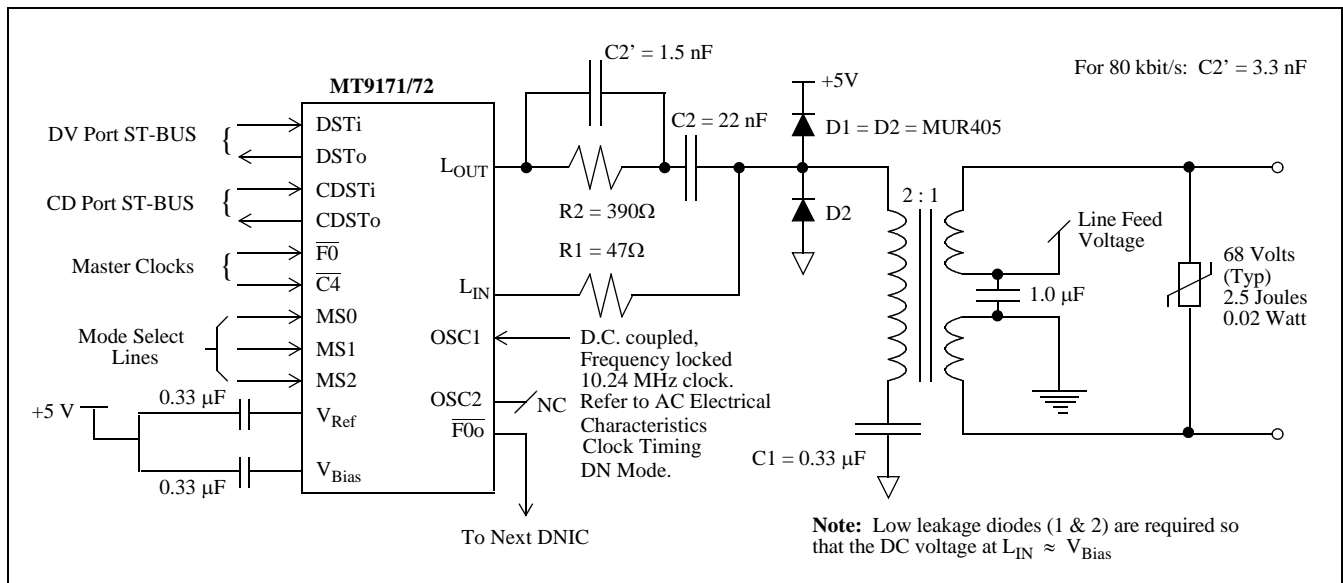 C2' = 1.5 nF
For 80 kbit/s: C2' = 3.3 nF
MT9171/72
+5V
DV Port ST-BUS {
DSTi
DSTo
C2 = 22 nF
D1 = D2 = MUR405
L_OUT
CD Port ST-BUS {
CDSTi
CDSTo
R2 = 390Ω
D2
2 : 1
Line Feed
Voltage
Master Clocks {
F0
C4
R1 = 47Ω
L_IN
1.0 µF
68 Volts
(Typ)
2.5 Joules
0.02 Watt
Mode Select
Lines
MS0
MS1
MS2
OSC1
D.C. coupled,
Frequency locked
10.24 MHz clock.
Refer to AC Electrical
Characteristics
Clock Timing
DN Mode.
OSC2
NC
F0o
+5 V
0.33 µF
V_Ref
0.33 µF
V_Bias
C1 = 0.33 µF
To Next DNIC
Note: Low leakage diodes (1 & 2) are required so
that the DC voltage at L_IN ≈ V_Bias